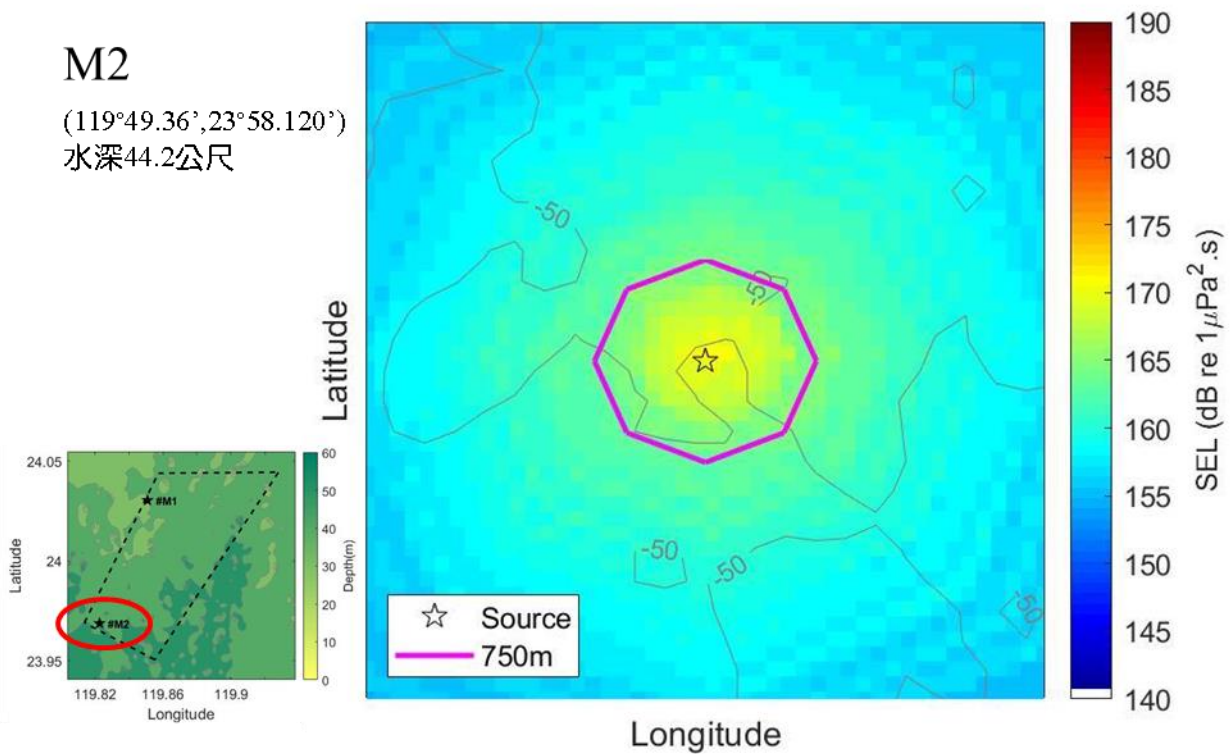 M2
(119°49.36’,23°58.120’)
水深44.2公尺
-50
-50
-50
-50
-50
Latitude
Longitude
☆ Source
750m
190
185
180
175
170
165
160
155
150
145
140
SEL (dB re 1μPa².s)
24.05
24
23.95
Latitude
#M1
#M2
119.82
119.86
119.9
Longitude
60
50
40
30
20
10
0
Depth(m)